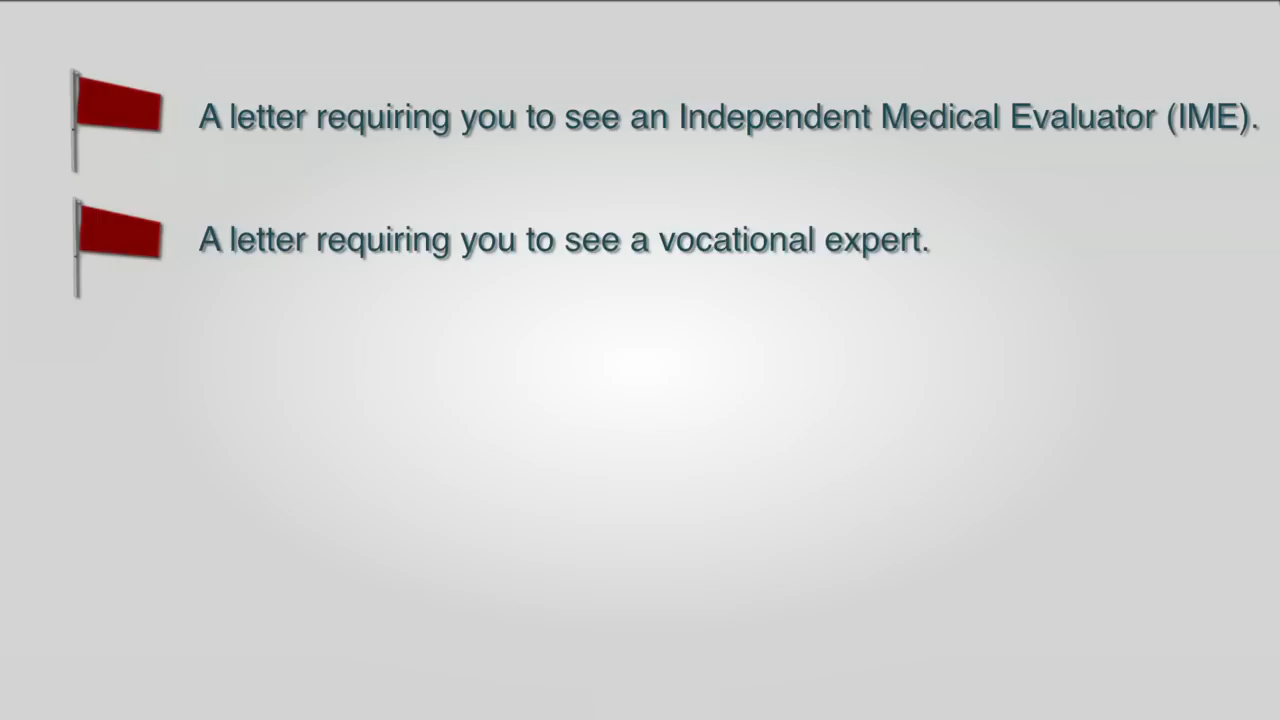 A letter requiring you to see an Independent Medical Evaluator (IME).
A letter requiring you to see a vocational expert.